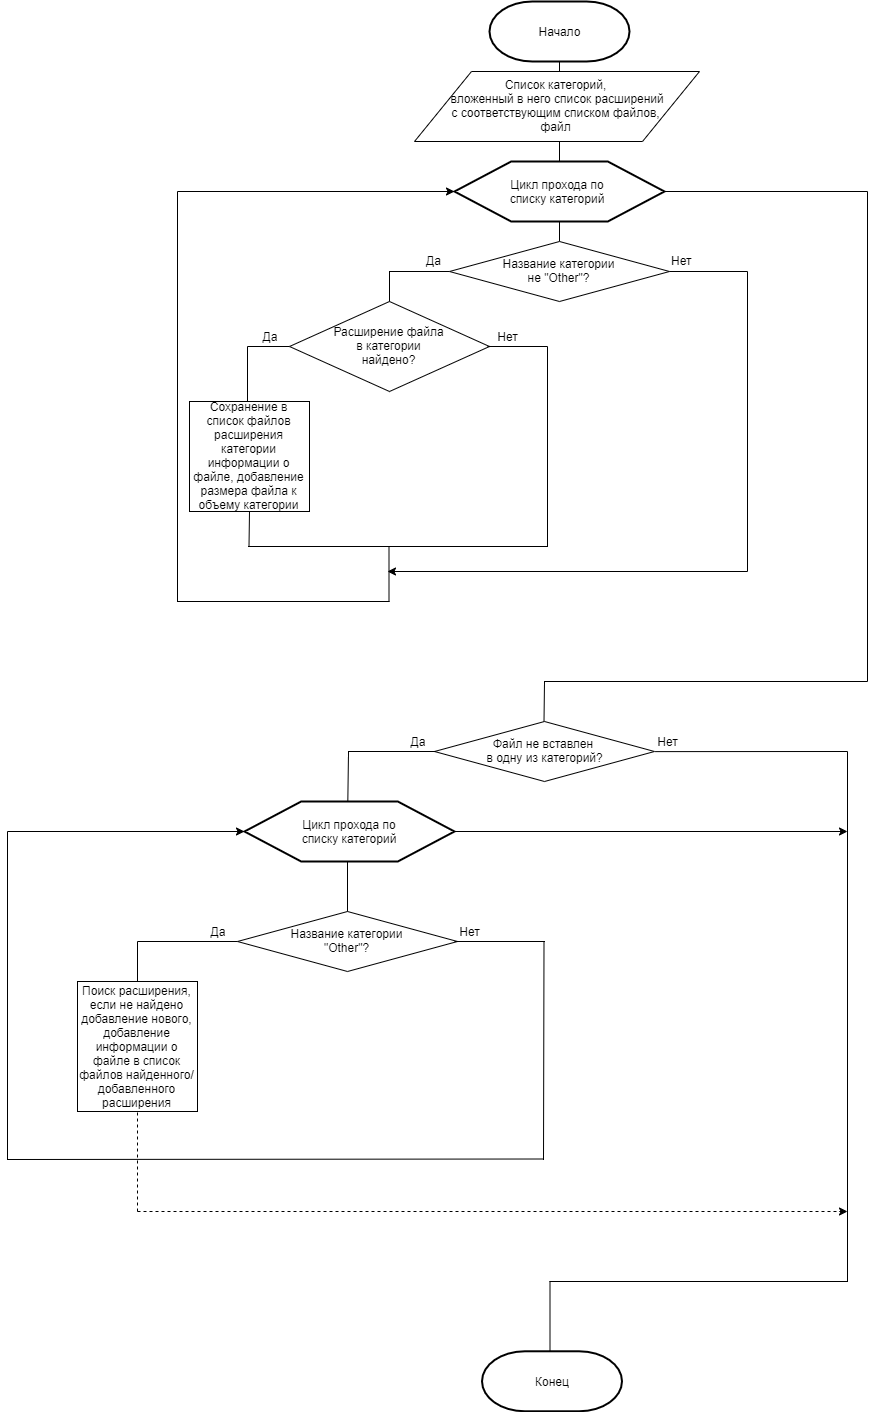 Начало
Список категорий,
вложенный в него список расширений
с соответствующим списком файлов,
файл
Цикл прохода по
списку категорий
Да
Название категории
не "Other"?
Нет
Да
Расширение файла
в категории
найдено?
Нет
Сохранение в
список файлов
расширения
категории
информации о
файле, добавление
размера файла к
объему категории
Да
Файл не вставлен
в одну из категорий?
Нет
Цикл прохода по
списку категорий
Да
Название категории
"Other"?
Нет
Поиск расширения,
если не найдено
добавление нового,
добавление
информации о
файле в список
файлов найденного/
добавленного
расширения
Конец